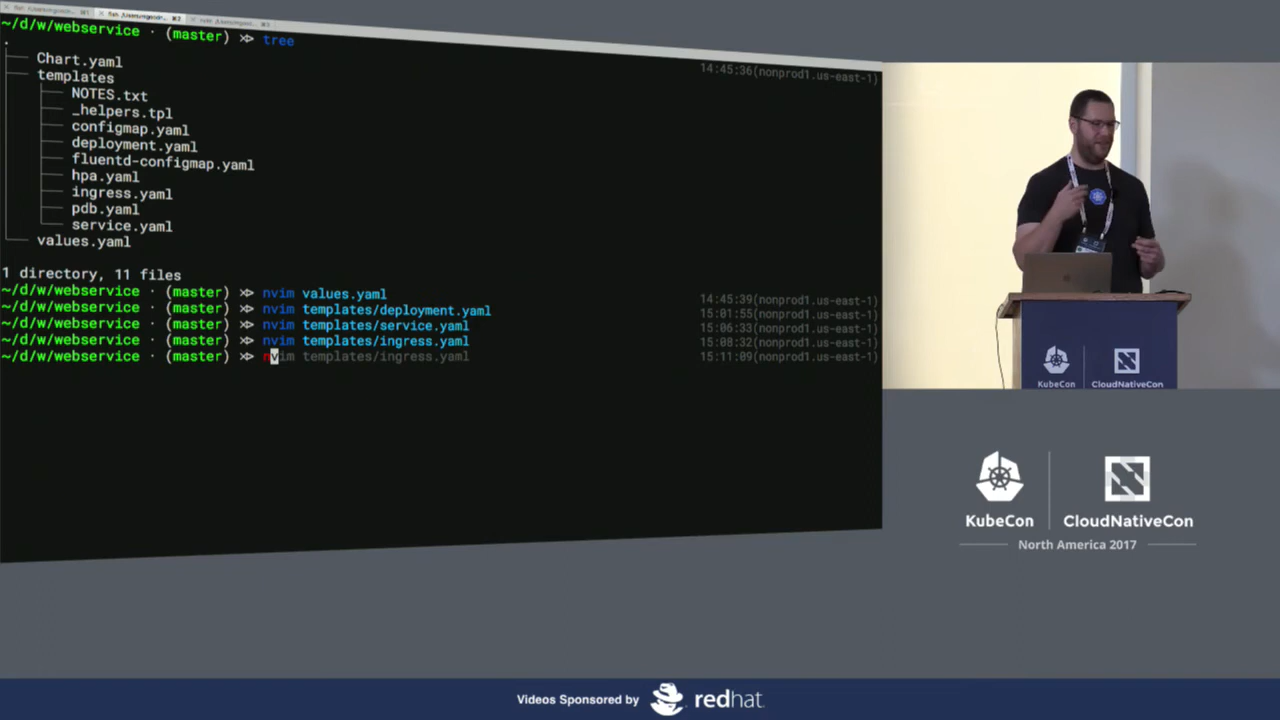 ~/d/w/webservice · (master) ⋊> tree 14:45:36(nonprod1.us-east-1)
.
├── Chart.yaml
├── templates
│   ├── NOTES.txt
│   ├── _helpers.tpl
│   ├── configmap.yaml
│   ├── deployment.yaml
│   ├── fluentd-configmap.yaml
│   ├── hpa.yaml
│   ├── ingress.yaml
│   ├── pdb.yaml
│   └── service.yaml
└── values.yaml
1 directory, 11 files
~/d/w/webservice · (master) ⋊> nvim values.yaml 14:45:39(nonprod1.us-east-1)
~/d/w/webservice · (master) ⋊> nvim templates/deployment.yaml 15:01:55(nonprod1.us-east-1)
~/d/w/webservice · (master) ⋊> nvim templates/service.yaml 15:06:33(nonprod1.us-east-1)
~/d/w/webservice · (master) ⋊> nvim templates/ingress.yaml 15:08:32(nonprod1.us-east-1)
~/d/w/webservice · (master) ⋊> nvim templates/ingress.yaml 15:11:09(nonprod1.us-east-1)
KubeCon CloudNativeCon
KubeCon CloudNativeCon
North America 2017
Videos Sponsored by redhat.